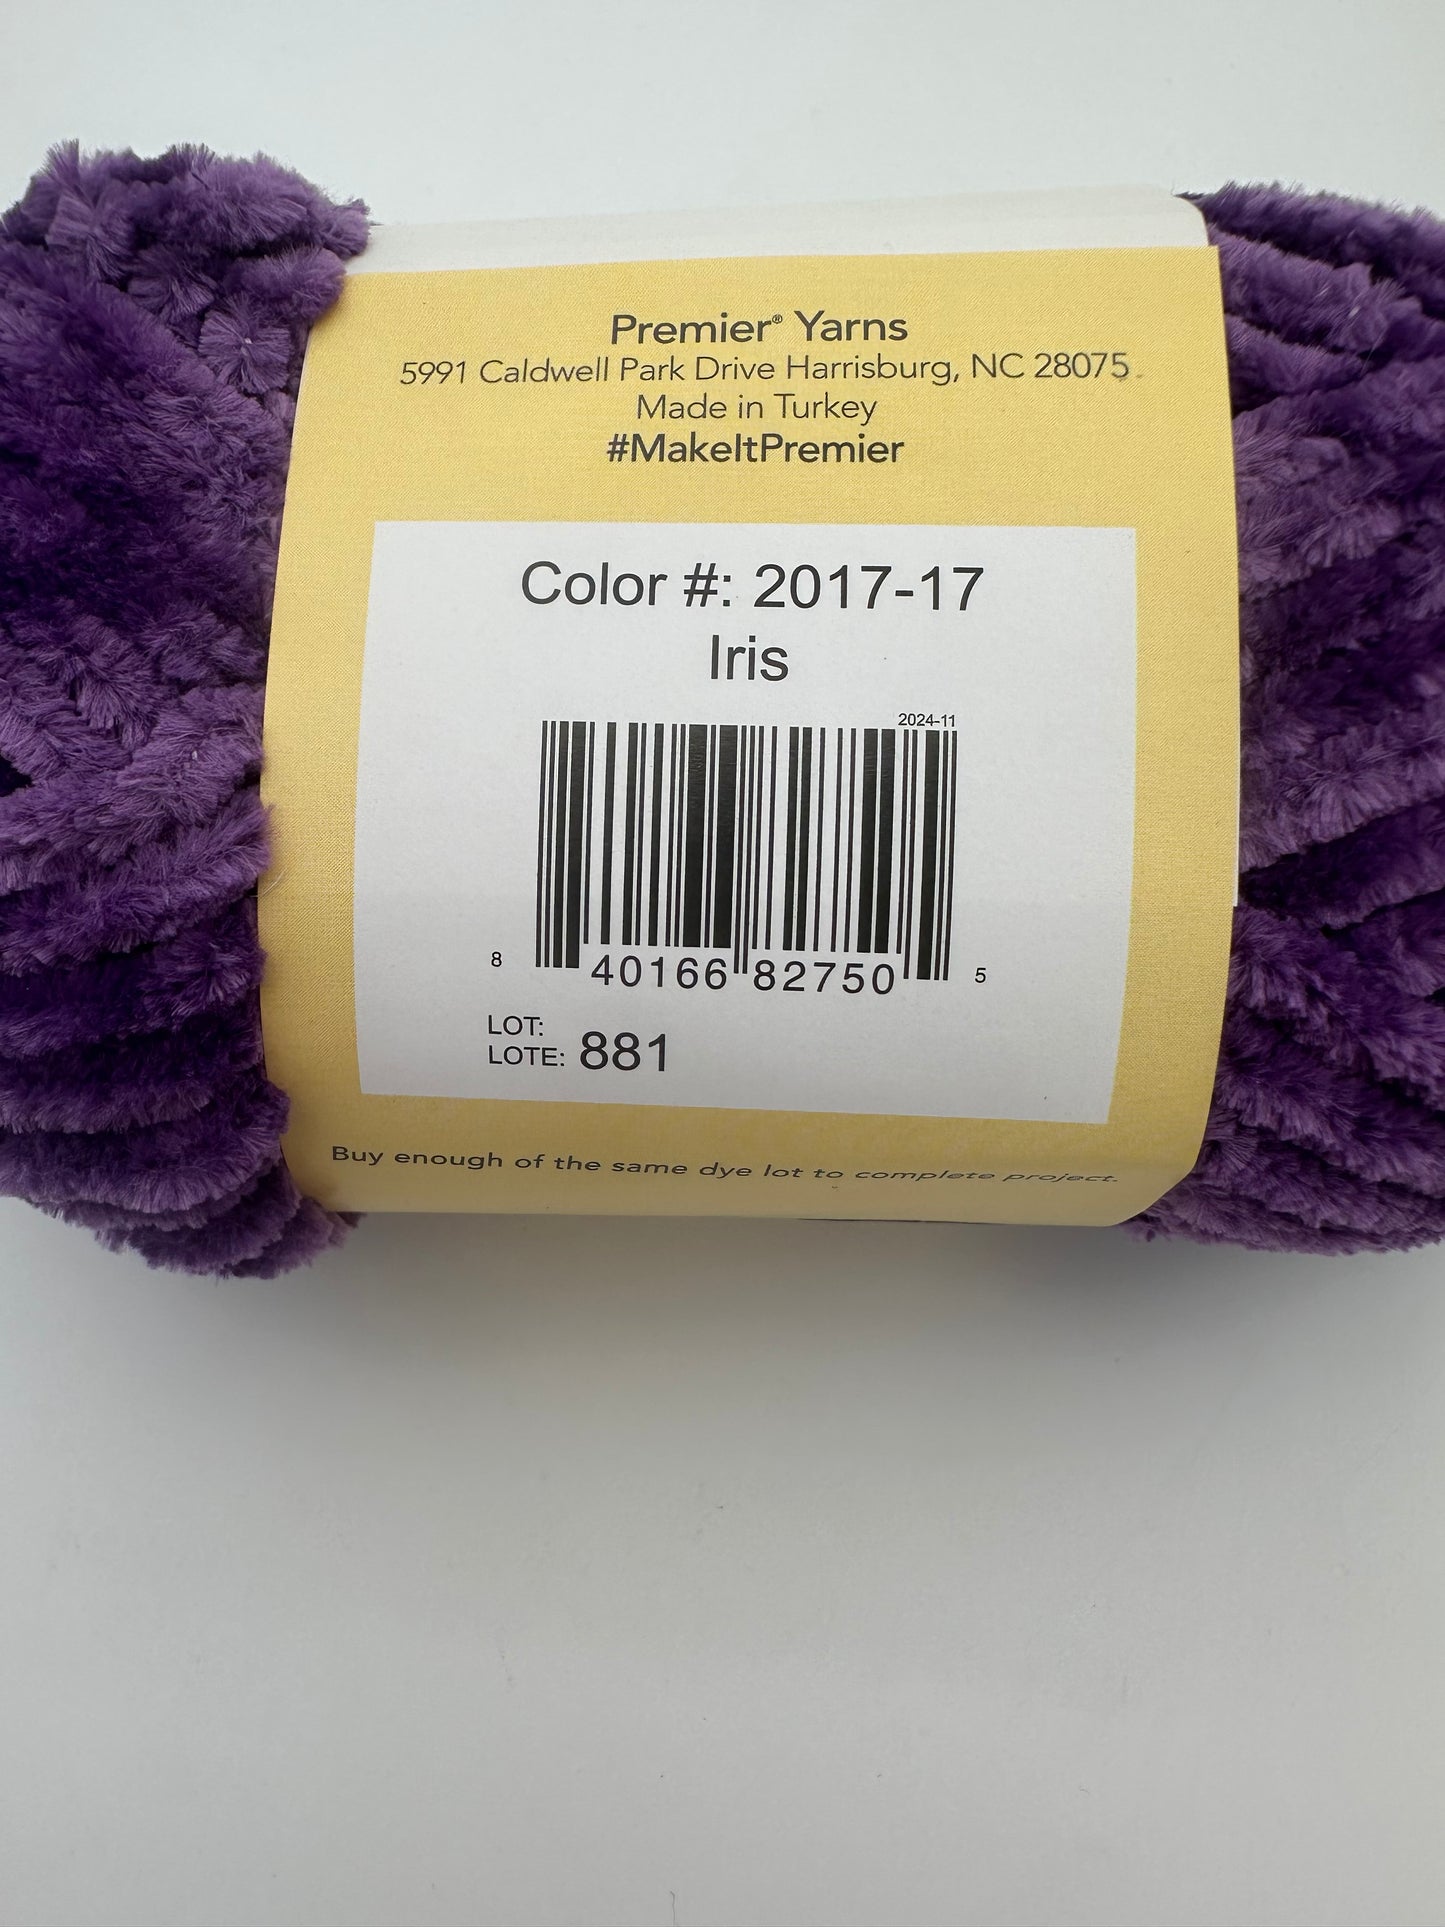 Premier® Yarns
5991 Caldwell Park Drive Harrisburg, NC 28075
Made in Turkey
#MakeItPremier
Color #: 2017-17
Iris
2024-11
8 40166 82750 5
LOT:
LOTE: 881
Buy enough of the same dye lot to complete project.